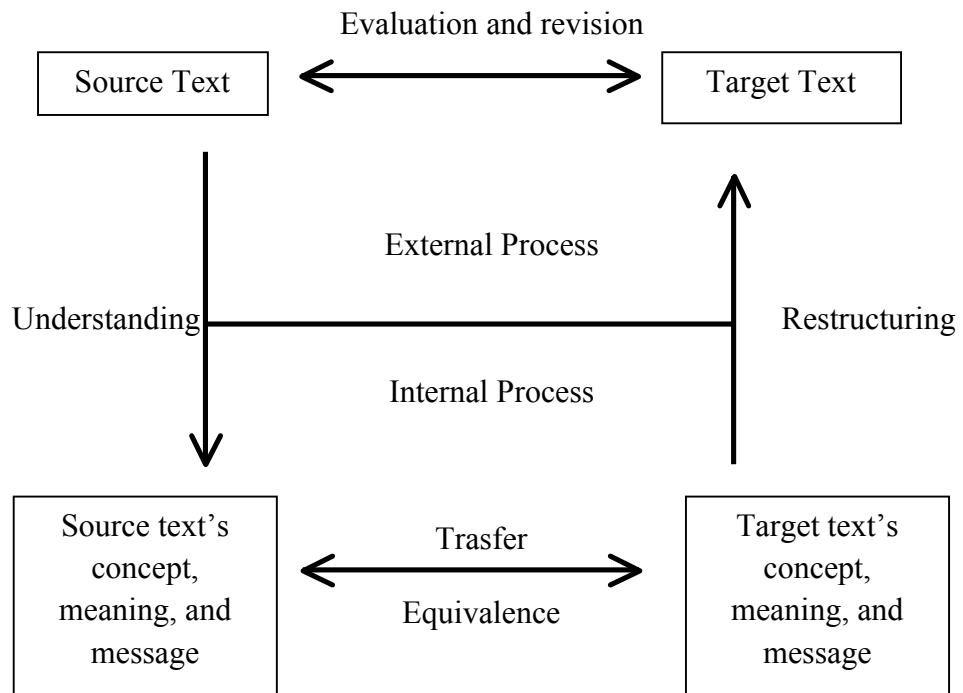 Evaluation and revision
Source Text
Target Text
External Process
Understanding
Restructuring
Internal Process
Source text’s
concept,
meaning, and
message
Trasfer
Equivalence
Target text’s
concept,
meaning, and
message